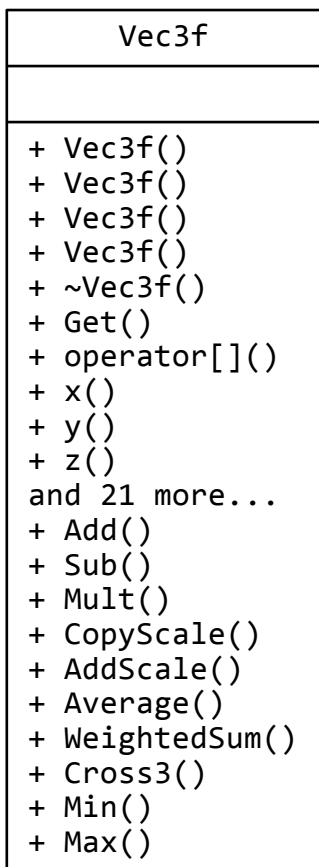 Vec3f
+ Vec3f()
+ Vec3f()
+ Vec3f()
+ Vec3f()
+ ~Vec3f()
+ Get()
+ operator[]()
+ x()
+ y()
+ z()
and 21 more...
+ Add()
+ Sub()
+ Mult()
+ CopyScale()
+ AddScale()
+ Average()
+ WeightedSum()
+ Cross3()
+ Min()
+ Max()